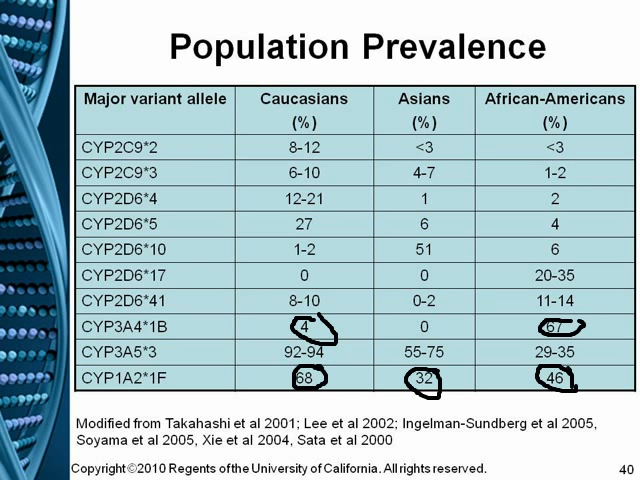 Population Prevalence
Major variant allele Caucasians (%) Asians (%) African-Americans (%)
CYP2C9*2 8-12 <3 <3
CYP2C9*3 6-10 4-7 1-2
CYP2D6*4 12-21 1 2
CYP2D6*5 27 6 4
CYP2D6*10 1-2 51 6
CYP2D6*17 0 0 20-35
CYP2D6*41 8-10 0-2 11-14
CYP3A4*1B 4 0 67
CYP3A5*3 92-94 55-75 29-35
CYP1A2*1F 68 32 46
Modified from Takahashi et al 2001; Lee et al 2002; Ingelman-Sundberg et al 2005,
Soyama et al 2005, Xie et al 2004, Sata et al 2000
Copyright ©2010 Regents of the University of California. All rights reserved. 40